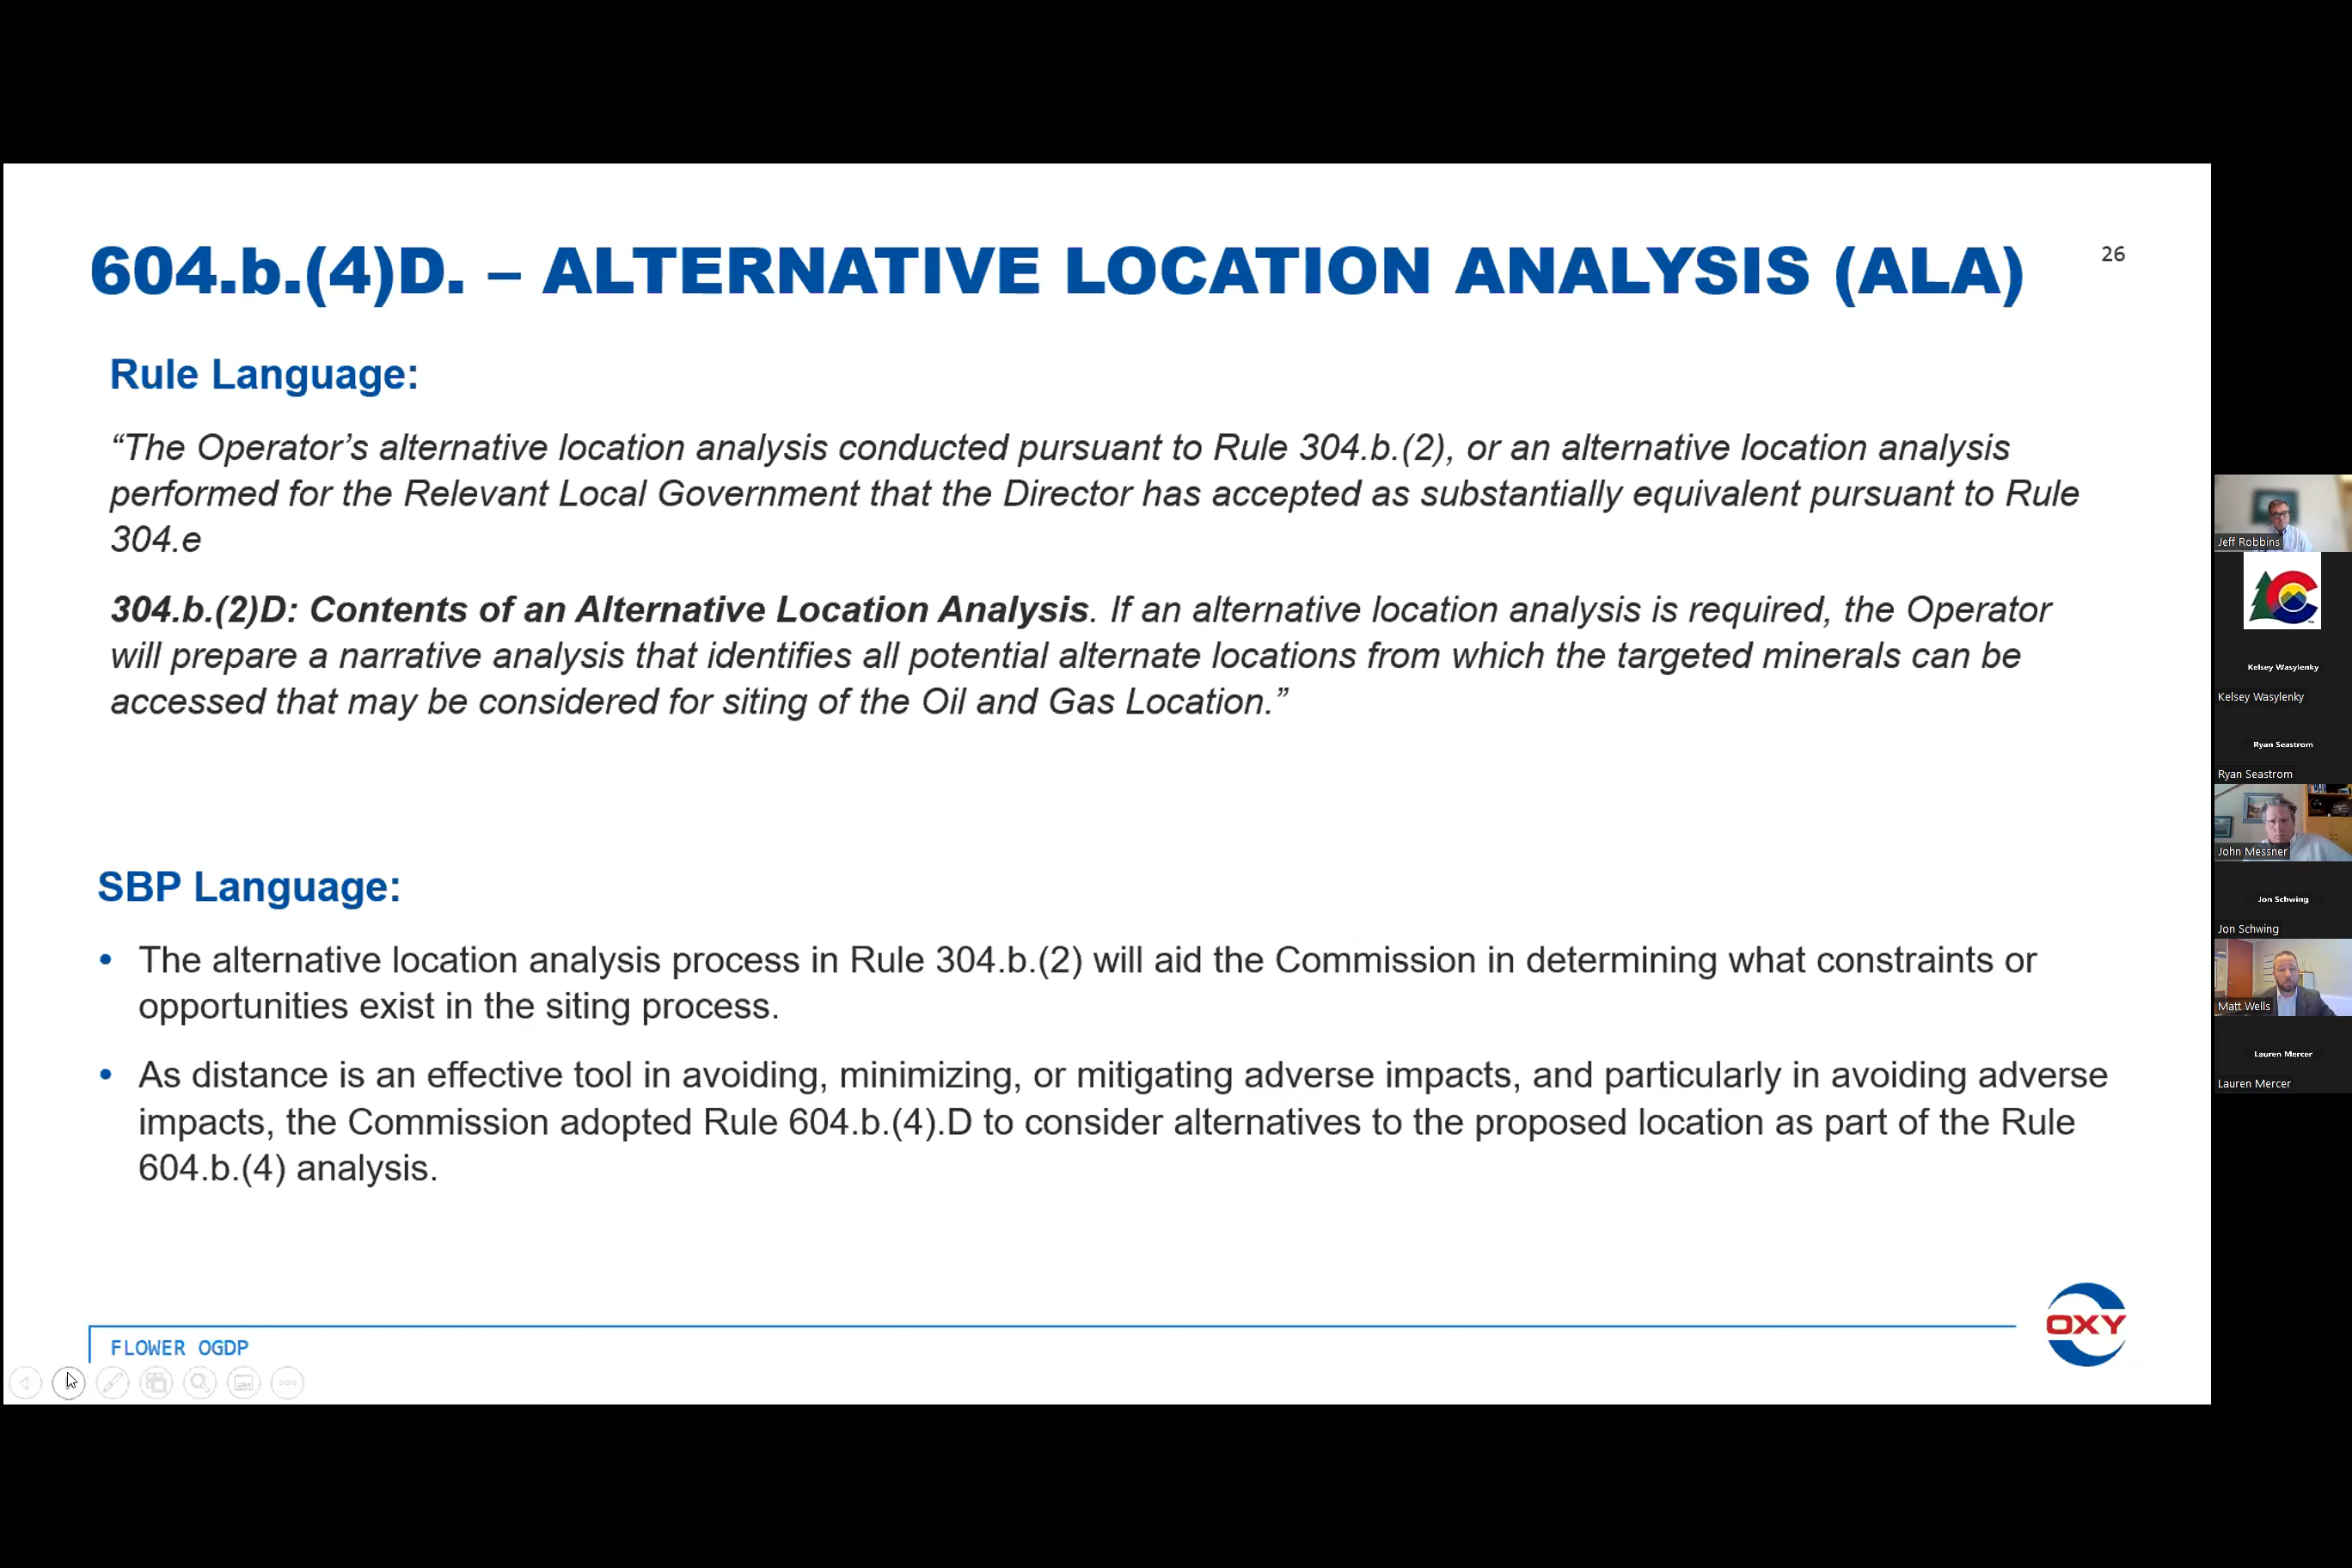 604.b.(4)D. – ALTERNATIVE LOCATION ANALYSIS (ALA)
26
Rule Language:
“The Operator’s alternative location analysis conducted pursuant to Rule 304.b.(2), or an alternative location analysis
performed for the Relevant Local Government that the Director has accepted as substantially equivalent pursuant to Rule
304.e
304.b.(2)D: Contents of an Alternative Location Analysis. If an alternative location analysis is required, the Operator
will prepare a narrative analysis that identifies all potential alternate locations from which the targeted minerals can be
accessed that may be considered for siting of the Oil and Gas Location.”
SBP Language:
• The alternative location analysis process in Rule 304.b.(2) will aid the Commission in determining what constraints or
opportunities exist in the siting process.
• As distance is an effective tool in avoiding, minimizing, or mitigating adverse impacts, and particularly in avoiding adverse
impacts, the Commission adopted Rule 604.b.(4).D to consider alternatives to the proposed location as part of the Rule
604.b.(4) analysis.
FLOWER OGDP
OXY
Jeff Robbins
Kelsey Wasylenky
Kelsey Wasylenky
Ryan Seastrom
Ryan Seastrom
John Messner
Jon Schwing
Jon Schwing
Matt Wells
Lauren Mercer
Lauren Mercer